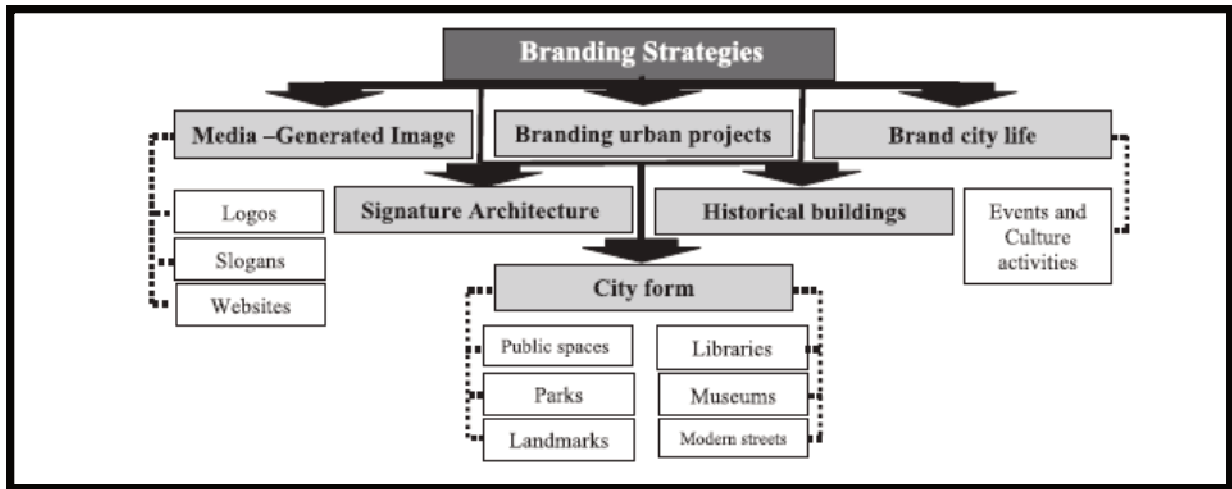 Branding Strategies
Media –Generated Image
Branding urban projects
Brand city life
Signature Architecture
Historical buildings
Logos
Slogans
Websites
Events and
Culture
activities
City form
Public spaces
Libraries
Parks
Museums
Landmarks
Modern streets